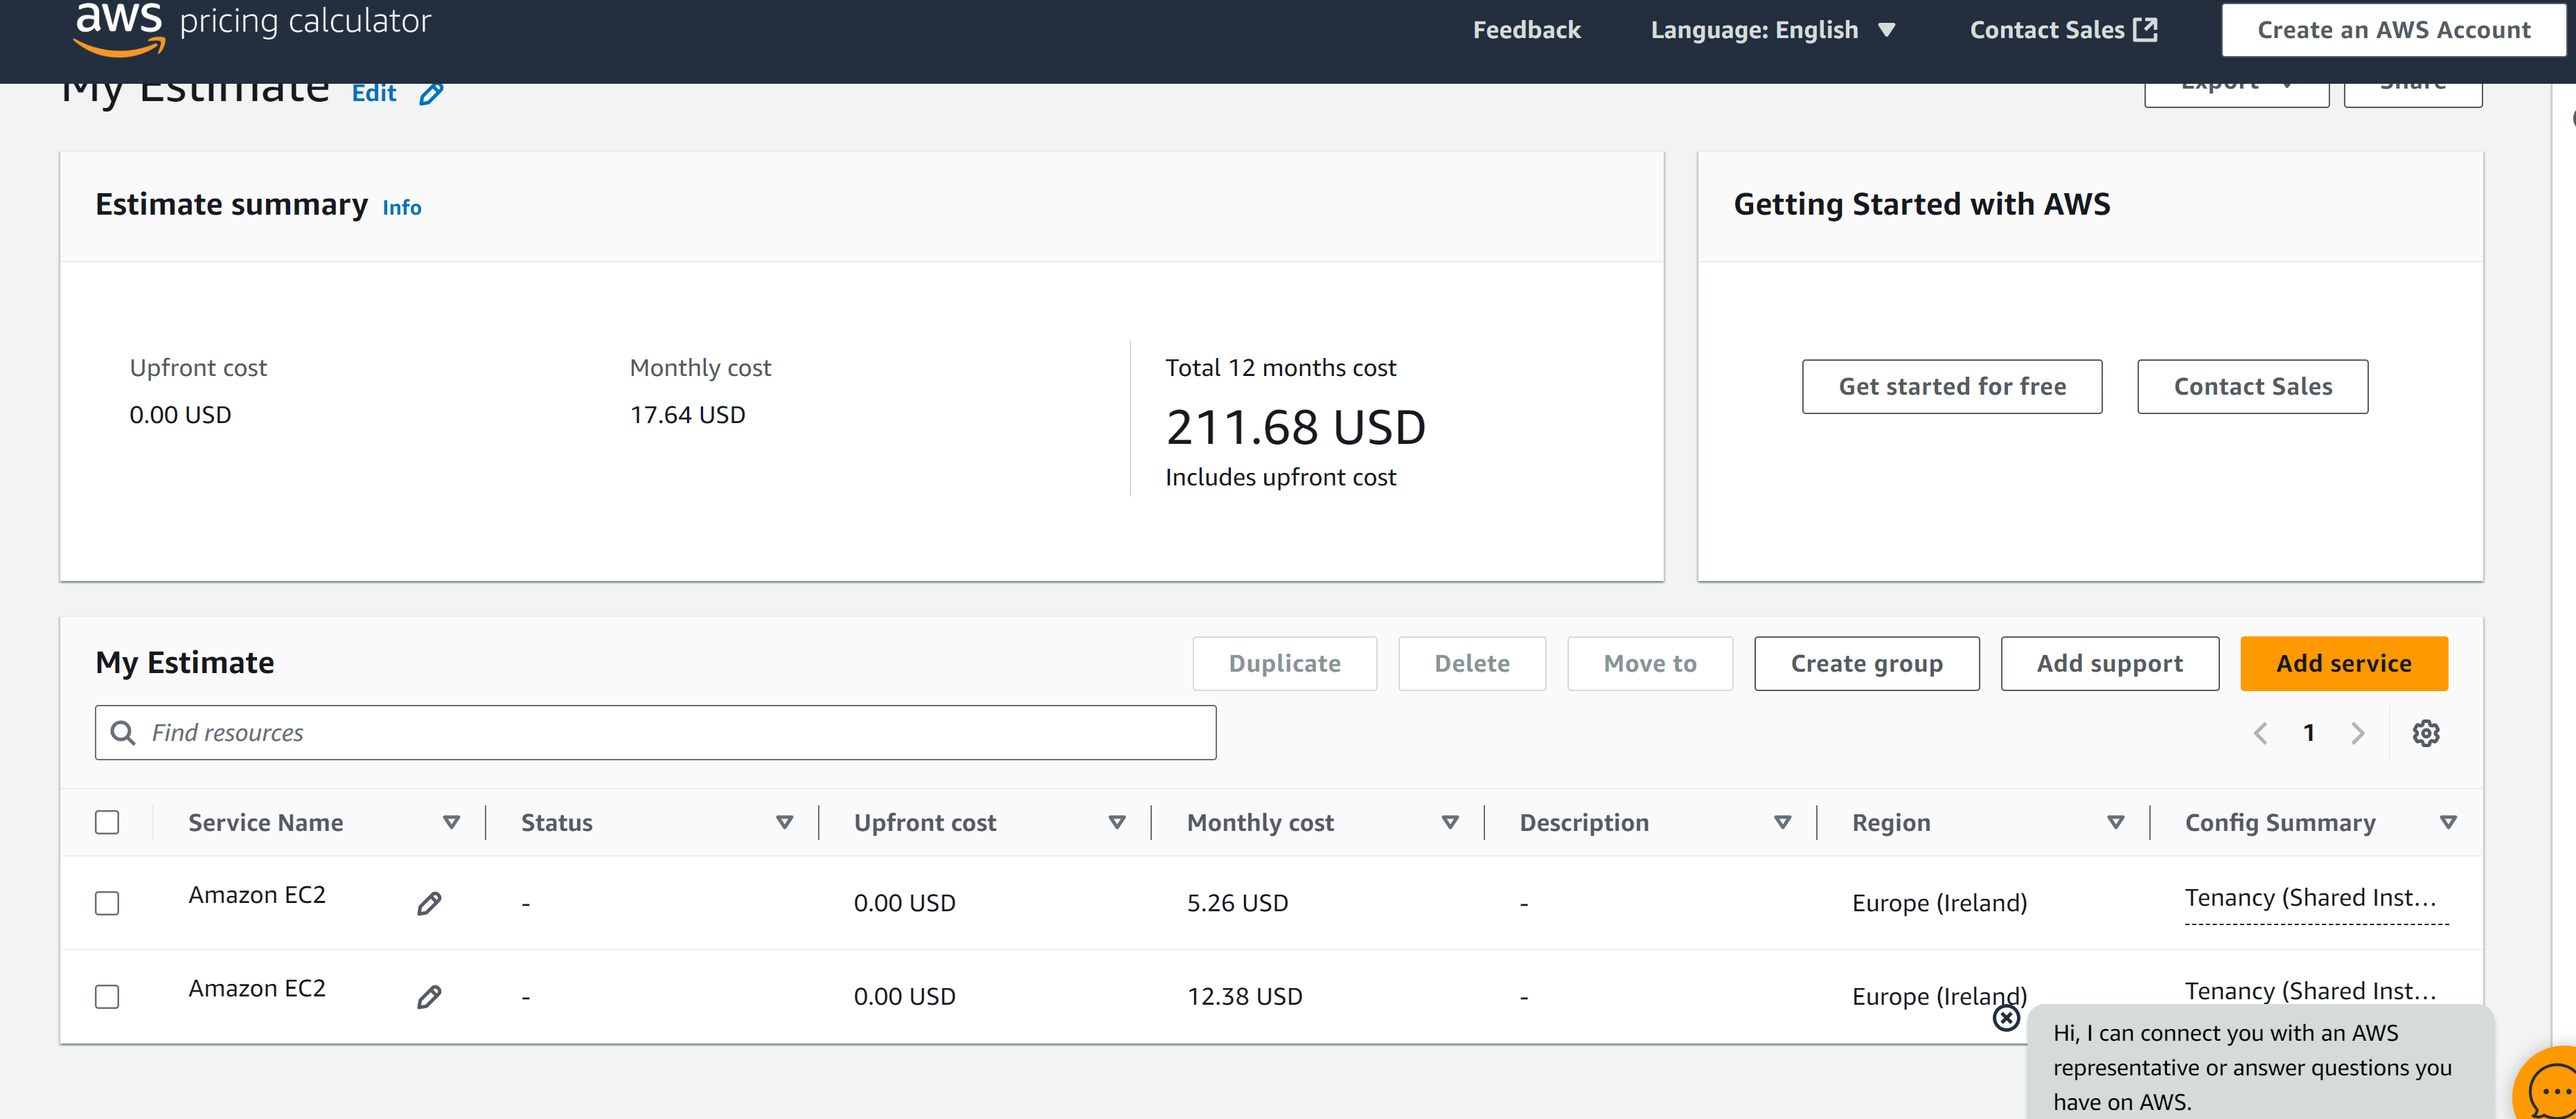 aws pricing calculator
Feedback
Language: English
Contact Sales
Create an AWS Account
My Estimate
Edit
Export
Share
Estimate summary
Info
Upfront cost
0.00 USD
Monthly cost
17.64 USD
Total 12 months cost
211.68 USD
Includes upfront cost
Getting Started with AWS
Get started for free
Contact Sales
My Estimate
Duplicate
Delete
Move to
Create group
Add support
Add service
Find resources
1
Service Name
Status
Upfront cost
Monthly cost
Description
Region
Config Summary
Amazon EC2
-
0.00 USD
5.26 USD
-
Europe (Ireland)
Tenancy (Shared Inst...
Amazon EC2
-
0.00 USD
12.38 USD
-
Europe (Ireland)
Tenancy (Shared Inst...
Hi, I can connect you with an AWS
representative or answer questions you
have on AWS.